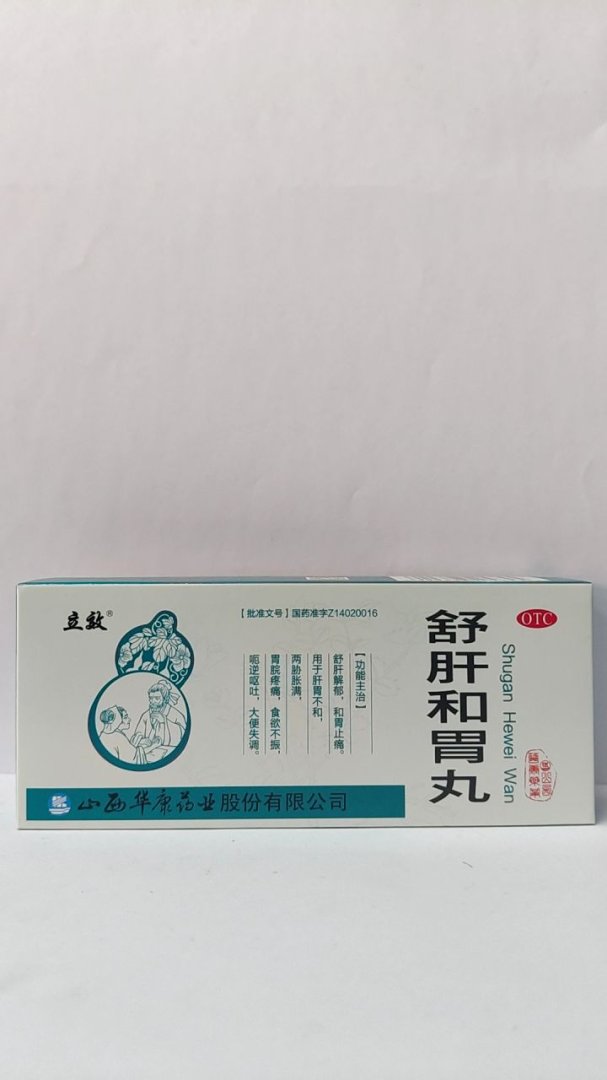 立效®
【批准文号】国药准字Z14020016
【功能主治】
舒肝解郁，和胃止痛。
用于肝胃不和，
两胁胀满，
胃脘疼痛，食欲不振，
呃逆呕吐，大便失调。
舒肝和胃丸
Shugan Hewei Wan
OTC
山西华康药业股份有限公司